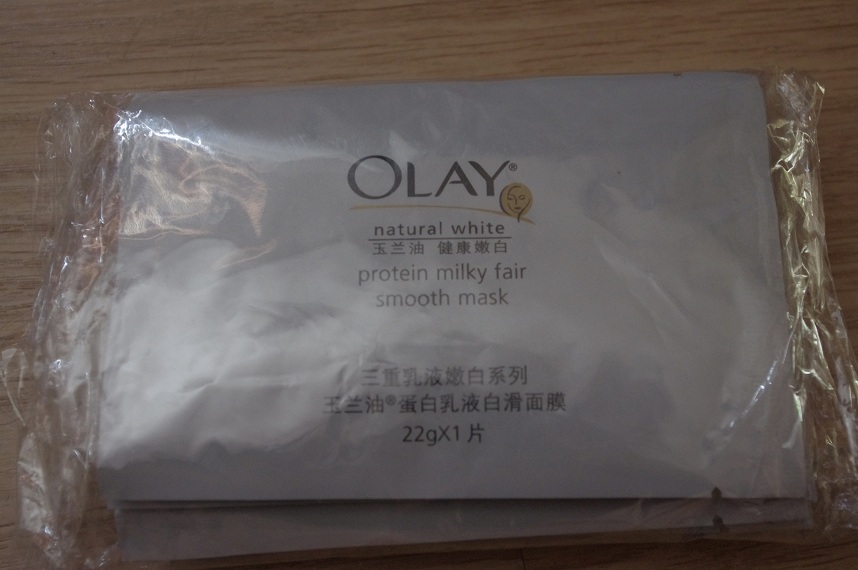 OLAY®
natural white
玉兰油 健康嫩白
protein milky fair
smooth mask
三重乳液嫩白系列
玉兰油®蛋白乳液白滑面膜
22gX1片